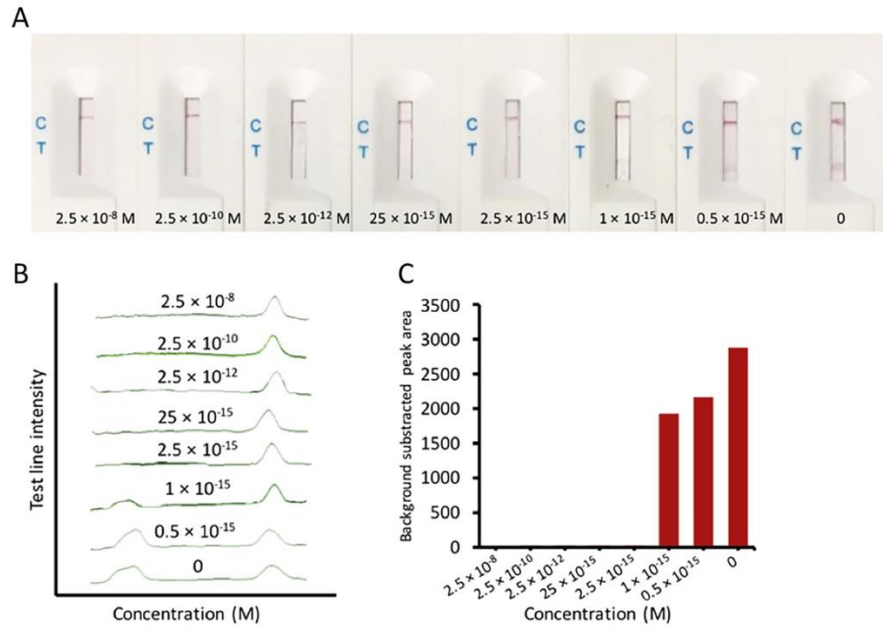 A
C C C C C C C C
T T T T T T T T
2.5 × 10⁻⁸ M 2.5 × 10⁻¹⁰ M 2.5 × 10⁻¹² M 25 × 10⁻¹⁵ M 2.5 × 10⁻¹⁵ M 1 × 10⁻¹⁵ M 0.5 × 10⁻¹⁵ M 0
B
Test line intensity
2.5 × 10⁻⁸
2.5 × 10⁻¹⁰
2.5 × 10⁻¹²
25 × 10⁻¹⁵
2.5 × 10⁻¹⁵
1 × 10⁻¹⁵
0.5 × 10⁻¹⁵
0
Concentration (M)
C
Background substracted peak area
3500
3000
2500
2000
1500
1000
500
0
2.5 × 10⁻⁸ 2.5 × 10⁻¹⁰ 2.5 × 10⁻¹² 25 × 10⁻¹⁵ 2.5 × 10⁻¹⁵ 1 × 10⁻¹⁵ 0.5 × 10⁻¹⁵ 0
Concentration (M)